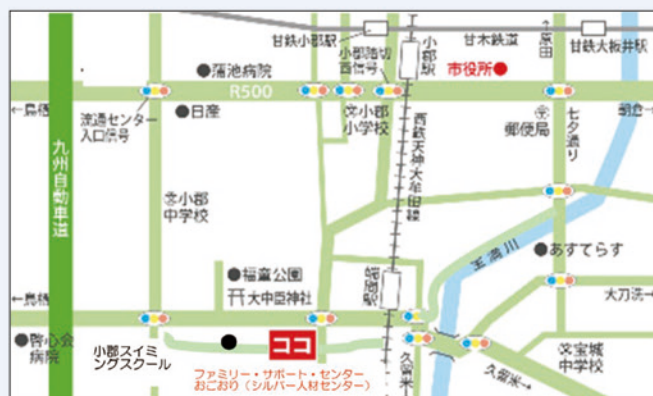 甘鉄小郡駅
甘木鉄道
甘鉄大板井駅
小郡踏切
西信号
小郡駅
↑原田
●蒲池病院
市役所●
R500
←鳥栖
朝倉→
流通センター
入口信号
●日産
小郡
小学校
郵便局
七夕通り
九州自動車道
西鉄天神大牟田線
小郡
中学校
宝満川
●あすてらす
●福童公園
大中臣神社
端間駅
←鳥栖
大刀洗→
●啓心会
病院
小郡スイミ
ングスクール
ココ
久留米→
宝城
中学校
久留米→
ファミリー・サポート・センター
おごおり（シルバー人材センター）